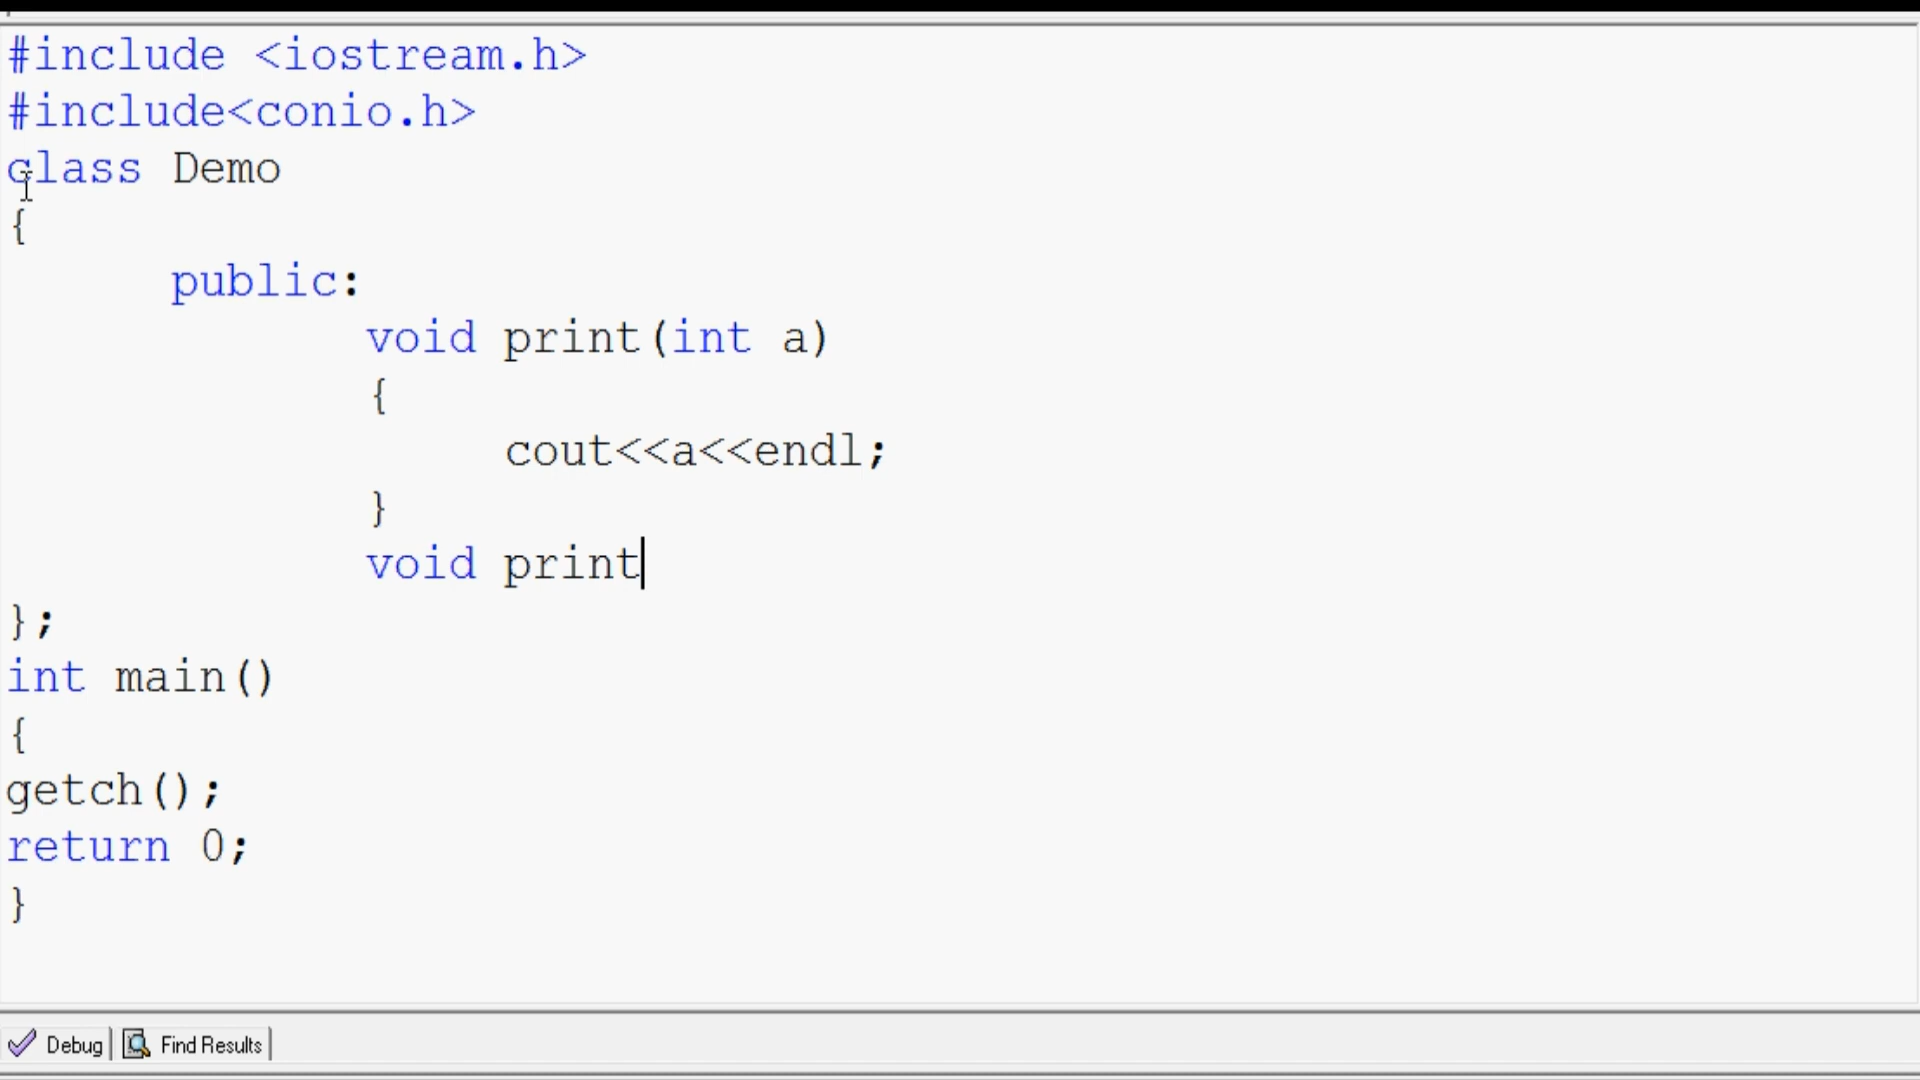 #include <iostream.h>
#include<conio.h>
class Demo
{
public:
void print(int a)
{
cout<<a<<endl;
}
void print
};
int main()
{
getch();
return 0;
}
Debug
Find Results